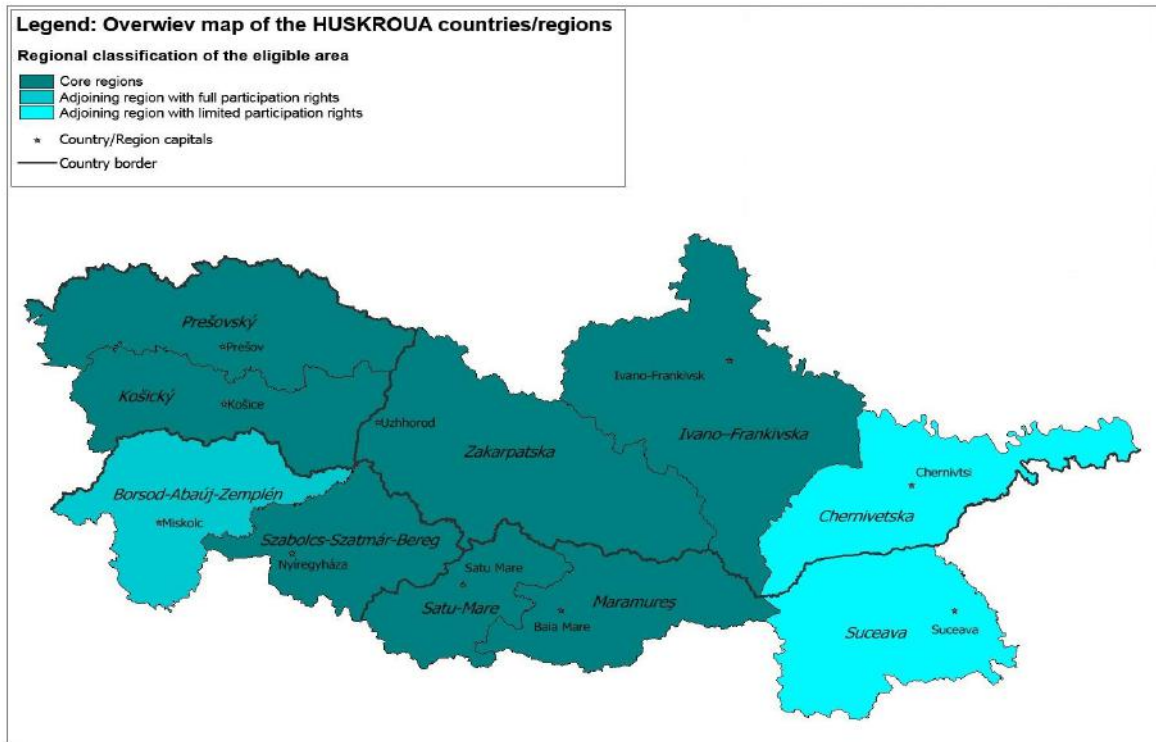 Legend: Overwiev map of the HUSKROUA countries/regions
Regional classification of the eligible area
Core regions
Adjoining region with full participation rights
Adjoining region with limited participation rights
Country/Region capitals
Country border
Prešovský
Prešov
Košický
Košice
Uzhhorod
Zakarpatska
Ivano-Frankivsk
Ivano-Frankivska
Chernivtsi
Chernivetska
Borsod-Abaúj-Zemplén
Miskolc
Szabolcs-Szatmár-Bereg
Nyíregyháza
Satu Mare
Satu-Mare
Maramureş
Baia Mare
Suceava
Suceava